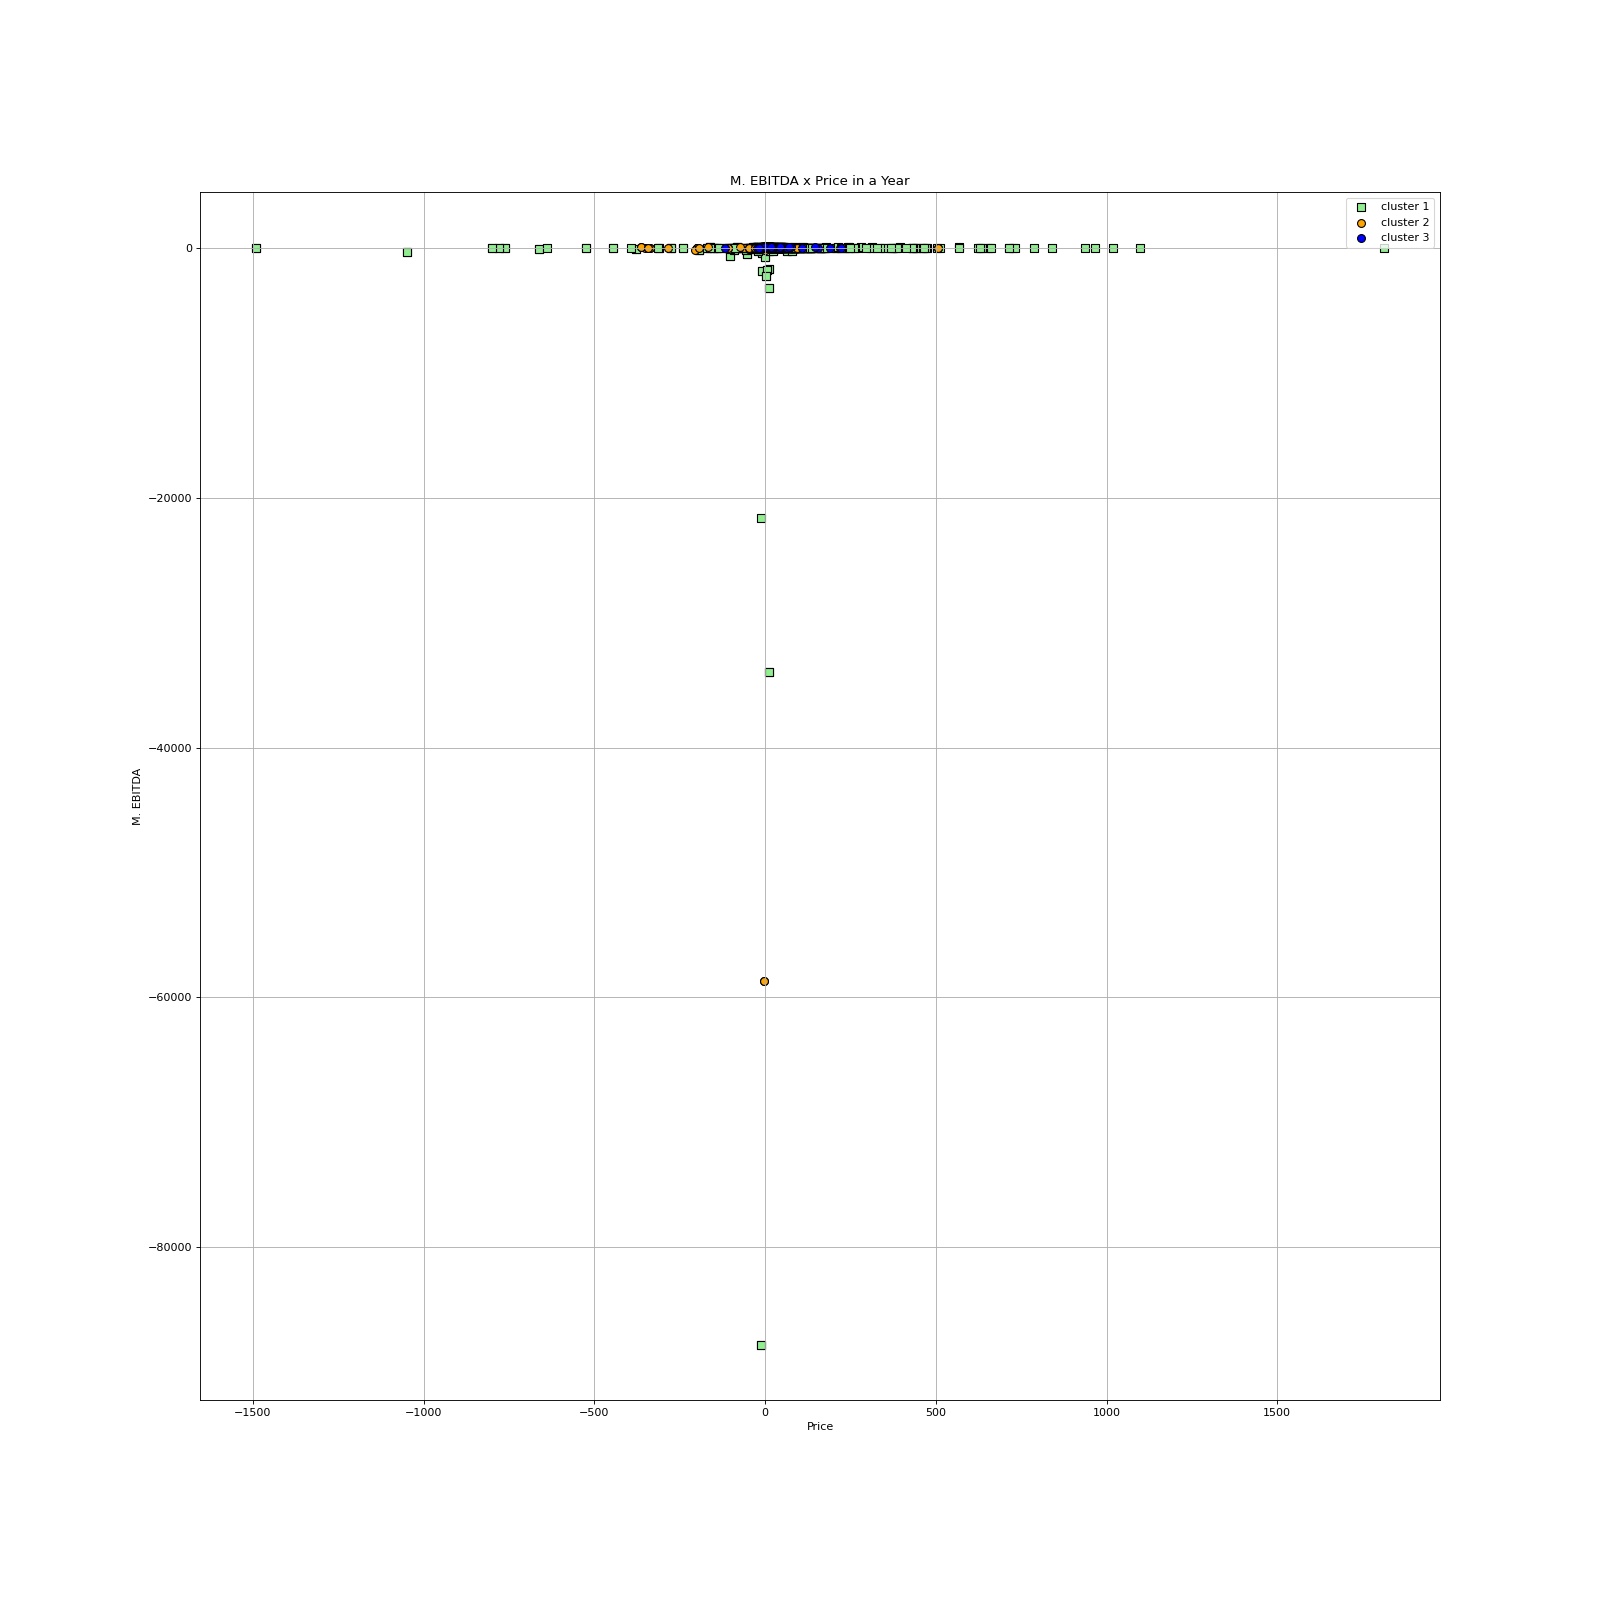 M. EBITDA x Price in a Year
cluster 1
cluster 2
cluster 3
0
−20000
−40000
−60000
−80000
M. EBITDA
−1500
−1000
−500
0
500
1000
1500
Price